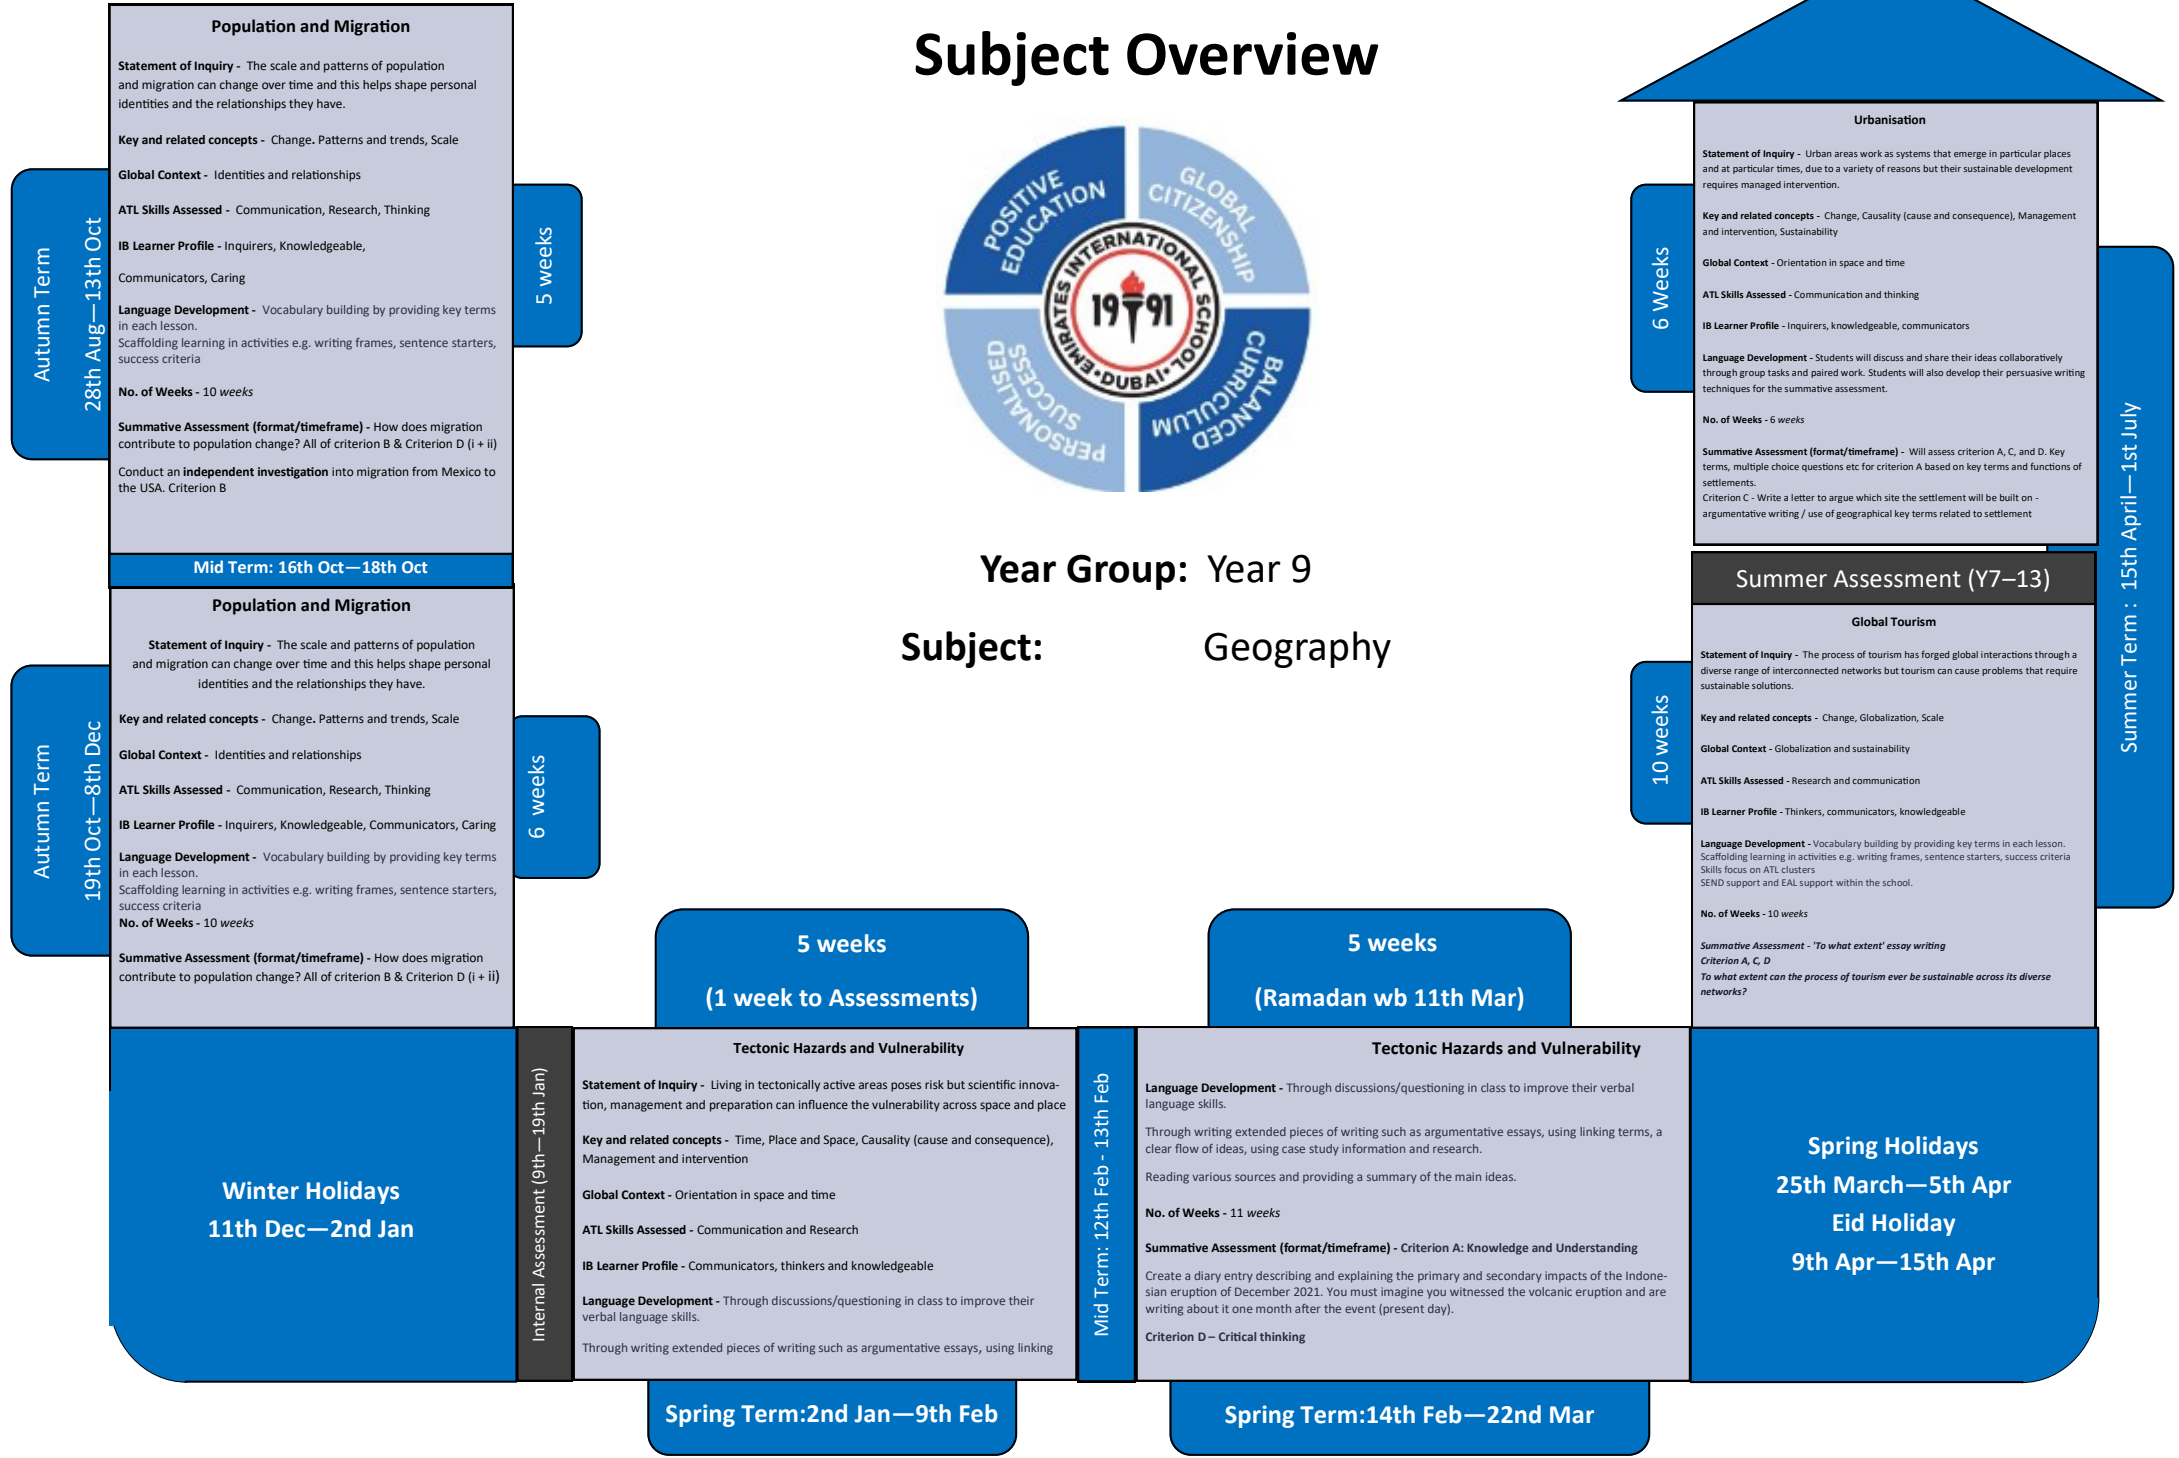 Subject Overview
POSITIVE
EDUCATION
GLOBAL
CITIZENSHIP
PERSONALISED
SUCCESS
BALANCED
CURRICULUM
EMIRATES INTERNATIONAL SCHOOL
•DUBAI•
19 91
Year Group: Year 9
Subject: Geography
Autumn Term
28th Aug—13th Oct
5 weeks
Population and Migration
Statement of Inquiry - The scale and patterns of population
and migration can change over time and this helps shape personal
identities and the relationships they have.
Key and related concepts - Change. Patterns and trends, Scale
Global Context - Identities and relationships
ATL Skills Assessed - Communication, Research, Thinking
IB Learner Profile - Inquirers, Knowledgeable,
Communicators, Caring
Language Development - Vocabulary building by providing key terms
in each lesson.
Scaffolding learning in activities e.g. writing frames, sentence starters,
success criteria
No. of Weeks - 10 weeks
Summative Assessment (format/timeframe) - How does migration
contribute to population change? All of criterion B & Criterion D (i + ii)
Conduct an independent investigation into migration from Mexico to
the USA. Criterion B
Mid Term: 16th Oct—18th Oct
Autumn Term
19th Oct—8th Dec
6 weeks
Population and Migration
Statement of Inquiry - The scale and patterns of population
and migration can change over time and this helps shape personal
identities and the relationships they have.
Key and related concepts - Change. Patterns and trends, Scale
Global Context - Identities and relationships
ATL Skills Assessed - Communication, Research, Thinking
IB Learner Profile - Inquirers, Knowledgeable, Communicators, Caring
Language Development - Vocabulary building by providing key terms
in each lesson.
Scaffolding learning in activities e.g. writing frames, sentence starters,
success criteria
No. of Weeks - 10 weeks
Summative Assessment (format/timeframe) - How does migration
contribute to population change? All of criterion B & Criterion D (i + ii)
Winter Holidays
11th Dec—2nd Jan
Internal Assessment (9th—19th Jan)
5 weeks
(1 week to Assessments)
Tectonic Hazards and Vulnerability
Statement of Inquiry - Living in tectonically active areas poses risk but scientific innova-
tion, management and preparation can influence the vulnerability across space and place
Key and related concepts - Time, Place and Space, Causality (cause and consequence),
Management and intervention
Global Context - Orientation in space and time
ATL Skills Assessed - Communication and Research
IB Learner Profile - Communicators, thinkers and knowledgeable
Language Development - Through discussions/questioning in class to improve their
verbal language skills.
Through writing extended pieces of writing such as argumentative essays, using linking
Spring Term:2nd Jan—9th Feb
Mid Term: 12th Feb - 13th Feb
5 weeks
(Ramadan wb 11th Mar)
Tectonic Hazards and Vulnerability
Language Development - Through discussions/questioning in class to improve their verbal
language skills.
Through writing extended pieces of writing such as argumentative essays, using linking terms, a
clear flow of ideas, using case study information and research.
Reading various sources and providing a summary of the main ideas.
No. of Weeks - 11 weeks
Summative Assessment (format/timeframe) - Criterion A: Knowledge and Understanding
Create a diary entry describing and explaining the primary and secondary impacts of the Indone-
sian eruption of December 2021. You must imagine you witnessed the volcanic eruption and are
writing about it one month after the event (present day).
Criterion D – Critical thinking
Spring Term:14th Feb—22nd Mar
Spring Holidays
25th March—5th Apr
Eid Holiday
9th Apr—15th Apr
Urbanisation
Statement of Inquiry - Urban areas work as systems that emerge in particular places
and at particular times, due to a variety of reasons but their sustainable development
requires managed intervention.
Key and related concepts - Change, Causality (cause and consequence), Management
and intervention, Sustainability
Global Context - Orientation in space and time
ATL Skills Assessed - Communication and thinking
IB Learner Profile - Inquirers, knowledgeable, communicators
Language Development - Students will discuss and share their ideas collaboratively
through group tasks and paired work. Students will also develop their persuasive writing
techniques for the summative assessment.
No. of Weeks - 6 weeks
Summative Assessment (format/timeframe) - Will assess criterion A, C, and D. Key
terms, multiple choice questions etc for criterion A based on key terms and functions of
settlements.
Criterion C - Write a letter to argue which site the settlement will be built on -
argumentative writing / use of geographical key terms related to settlement
6 Weeks
Summer Term : 15th April—1st July
Summer Assessment (Y7–13)
10 weeks
Global Tourism
Statement of Inquiry - The process of tourism has forged global interactions through a
diverse range of interconnected networks but tourism can cause problems that require
sustainable solutions.
Key and related concepts - Change, Globalization, Scale
Global Context - Globalization and sustainability
ATL Skills Assessed - Research and communication
IB Learner Profile - Thinkers, communicators, knowledgeable
Language Development - Vocabulary building by providing key terms in each lesson.
Scaffolding learning in activities e.g. writing frames, sentence starters, success criteria
Skills focus on ATL clusters
SEND support and EAL support within the school.
No. of Weeks - 10 weeks
Summative Assessment - 'To what extent' essay writing
Criterion A, C, D
To what extent can the process of tourism ever be sustainable across its diverse
networks?